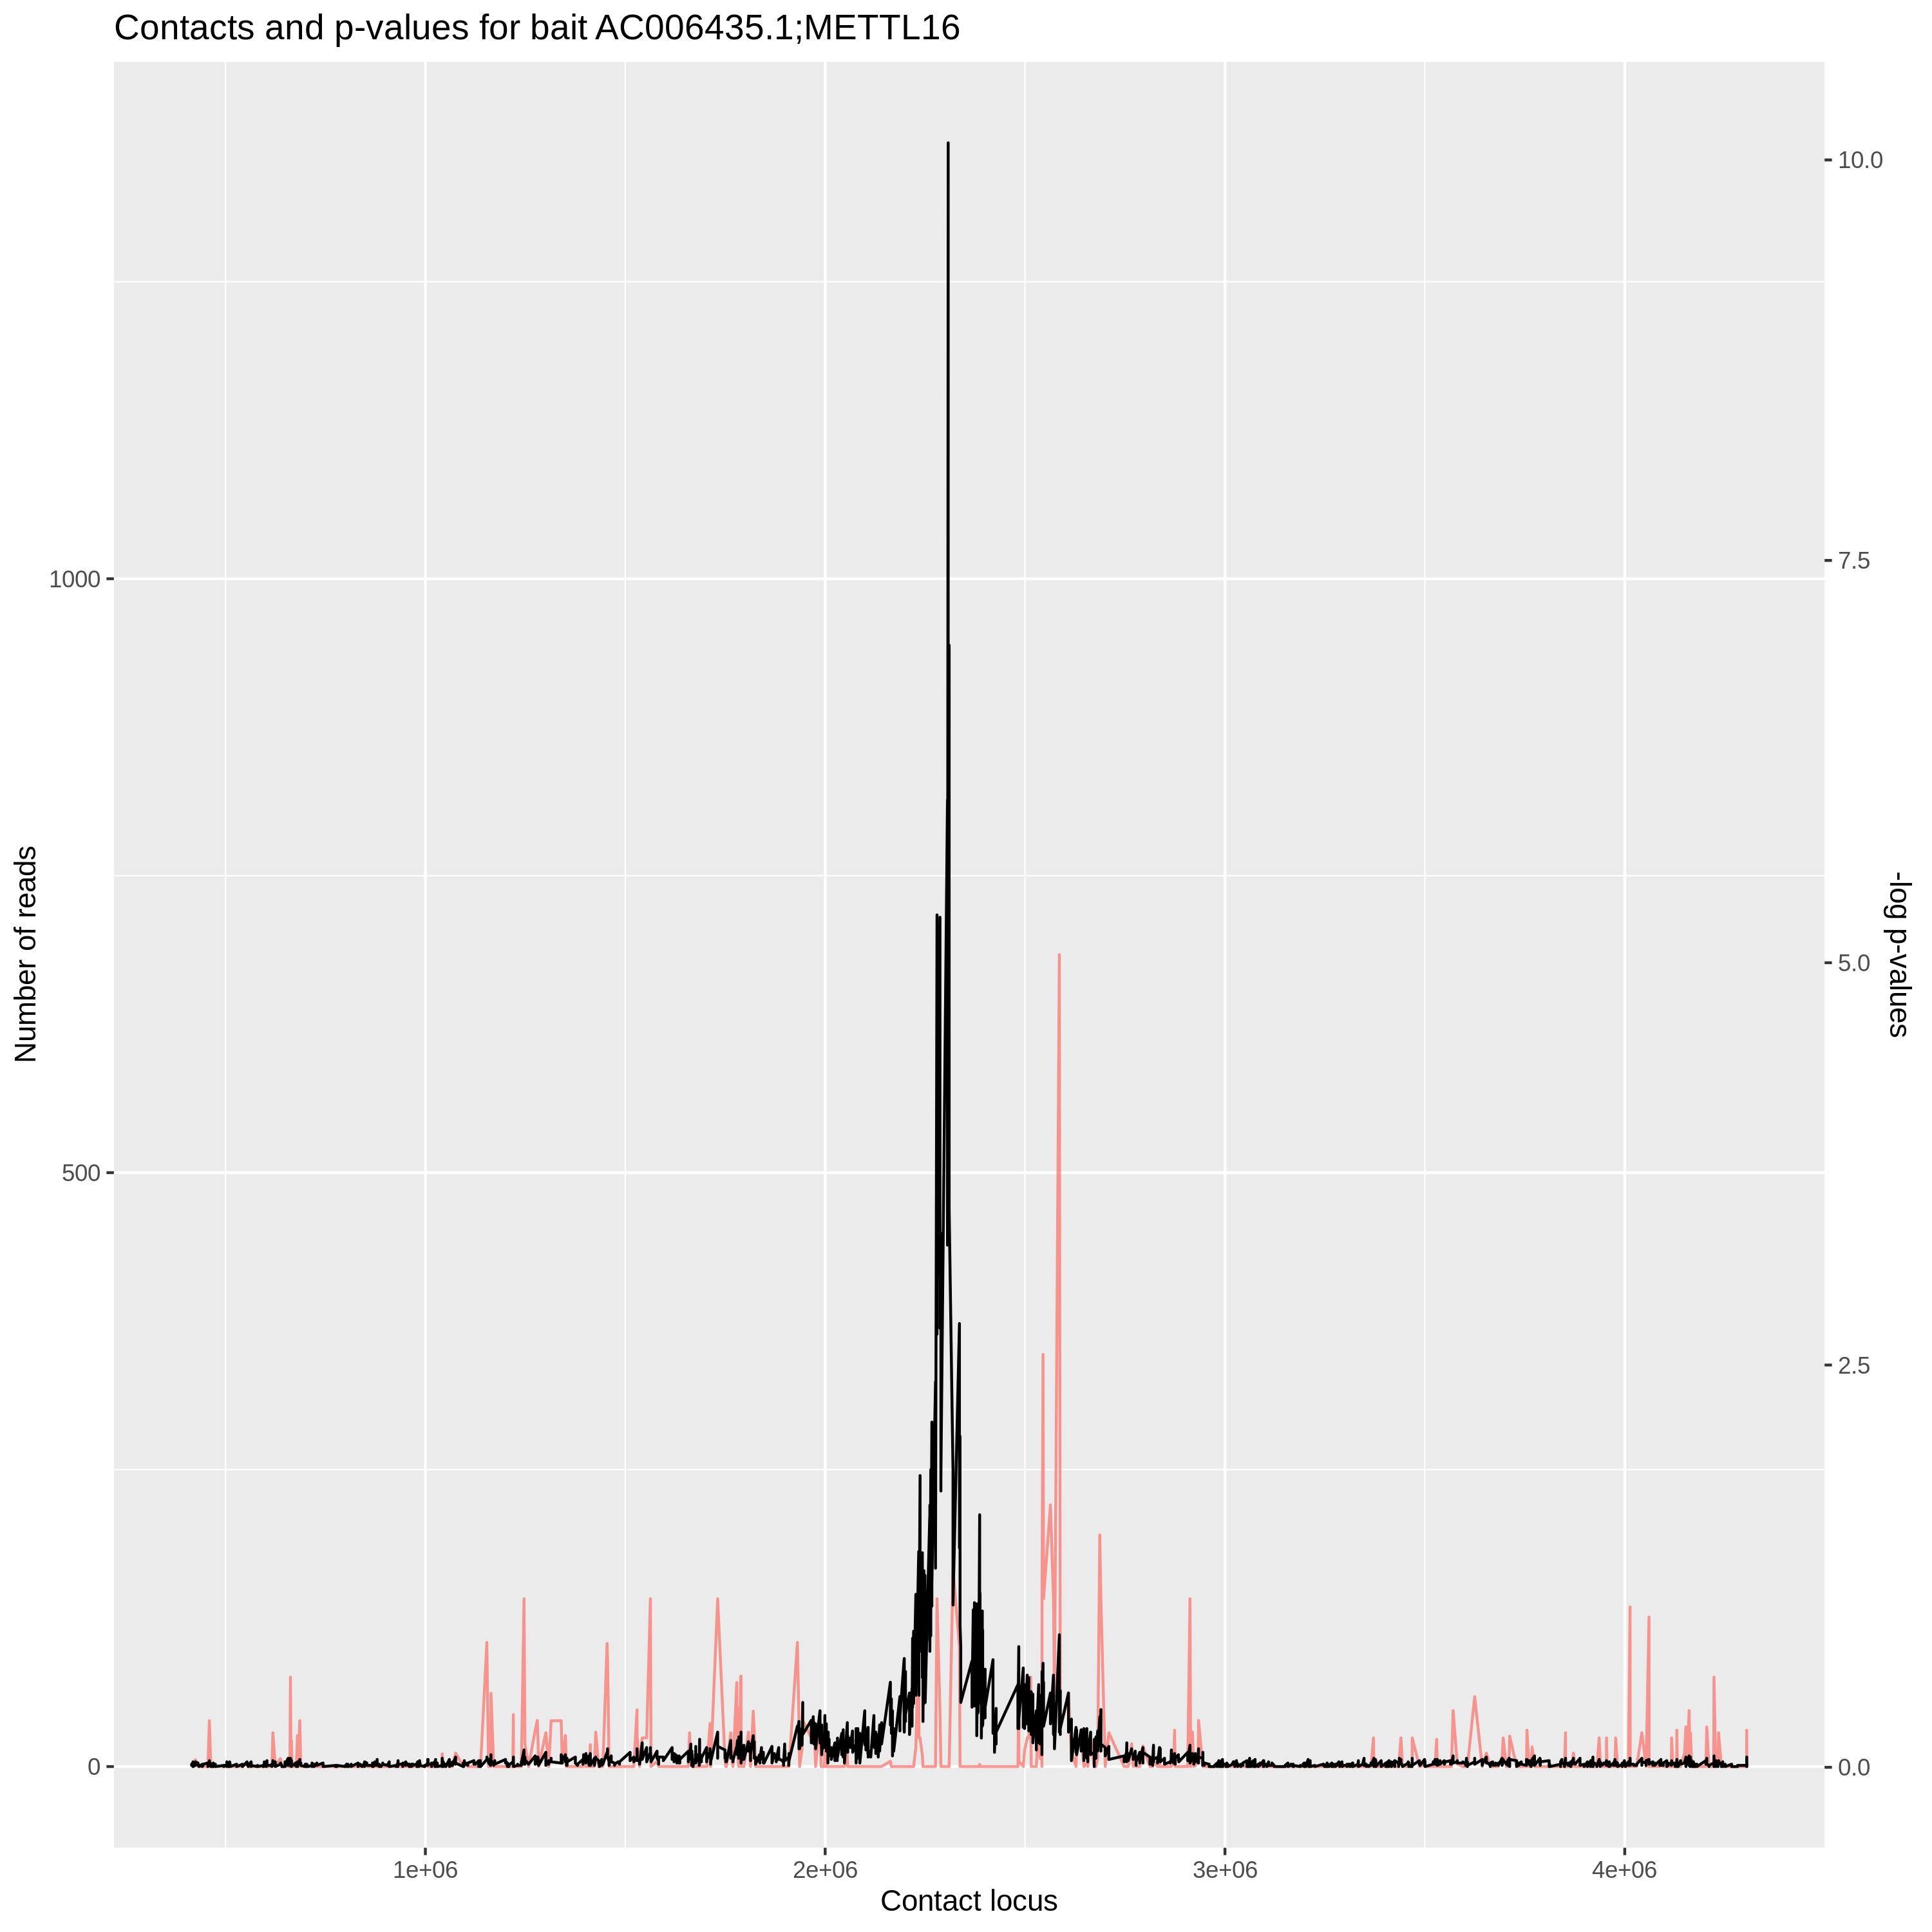 Contacts and p-values for bait AC006435.1;METTL16
Number of reads
1000
500
0
10.0
7.5
5.0
2.5
0.0
-log p-values
1e+06 2e+06 3e+06 4e+06
Contact locus